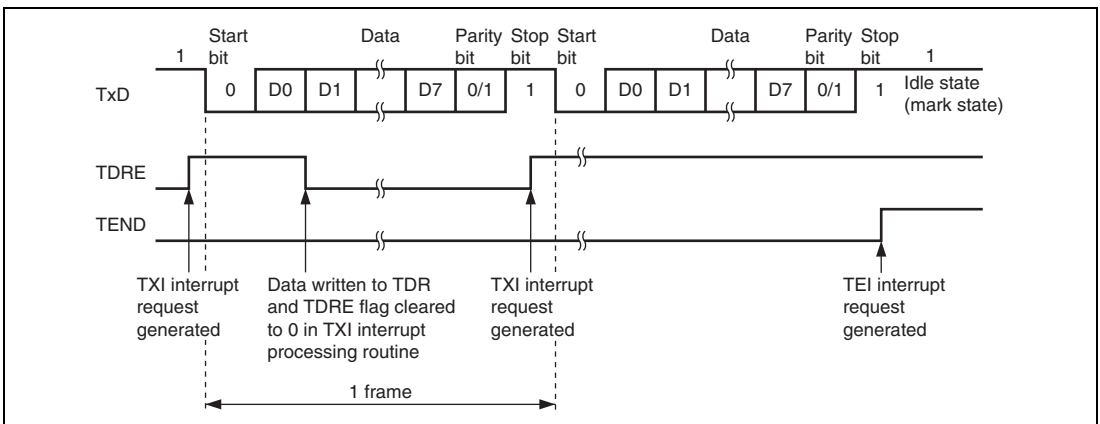 Start Data Parity Stop Start Data Parity Stop
1 bit bit bit bit bit bit 1
TxD 0 D0 D1 D7 0/1 1 0 D0 D1 D7 0/1 1 Idle state
(mark state)
TDRE
TEND
TXI interrupt
request
generated
Data written to TDR
and TDRE flag cleared
to 0 in TXI interrupt
processing routine
TXI interrupt
request
generated
TEI interrupt
request
generated
1 frame